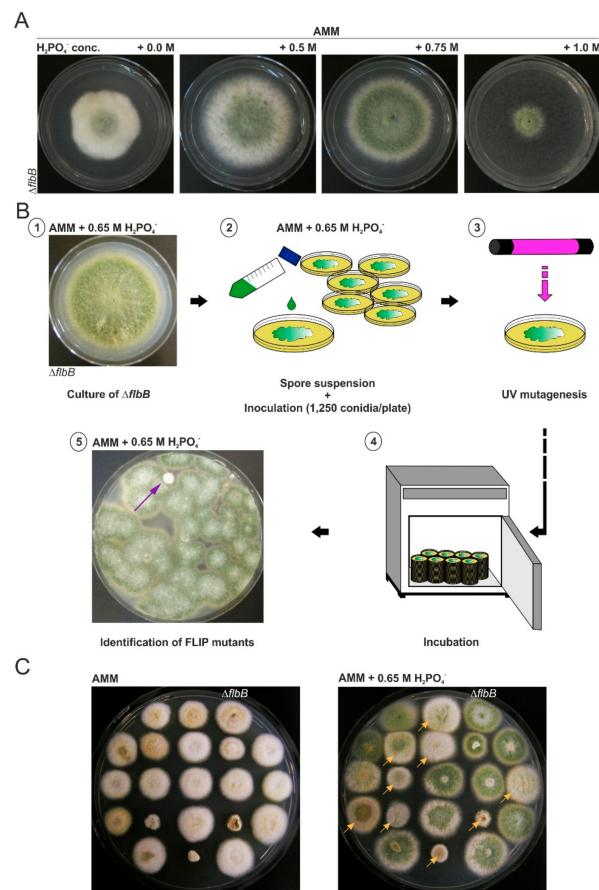 A
AMM
H₂PO₄⁻ conc. + 0.0 M + 0.5 M + 0.75 M + 1.0 M
ΔflbB
B
1 AMM + 0.65 M H₂PO₄⁻
2 AMM + 0.65 M H₂PO₄⁻
3
ΔflbB
Culture of ΔflbB
Spore suspension
+
Inoculation (1,250 conidia/plate)
UV mutagenesis
5 AMM + 0.65 M H₂PO₄⁻
4
Identification of FLIP mutants
Incubation
C
AMM
ΔflbB
AMM + 0.65 M H₂PO₄⁻
ΔflbB